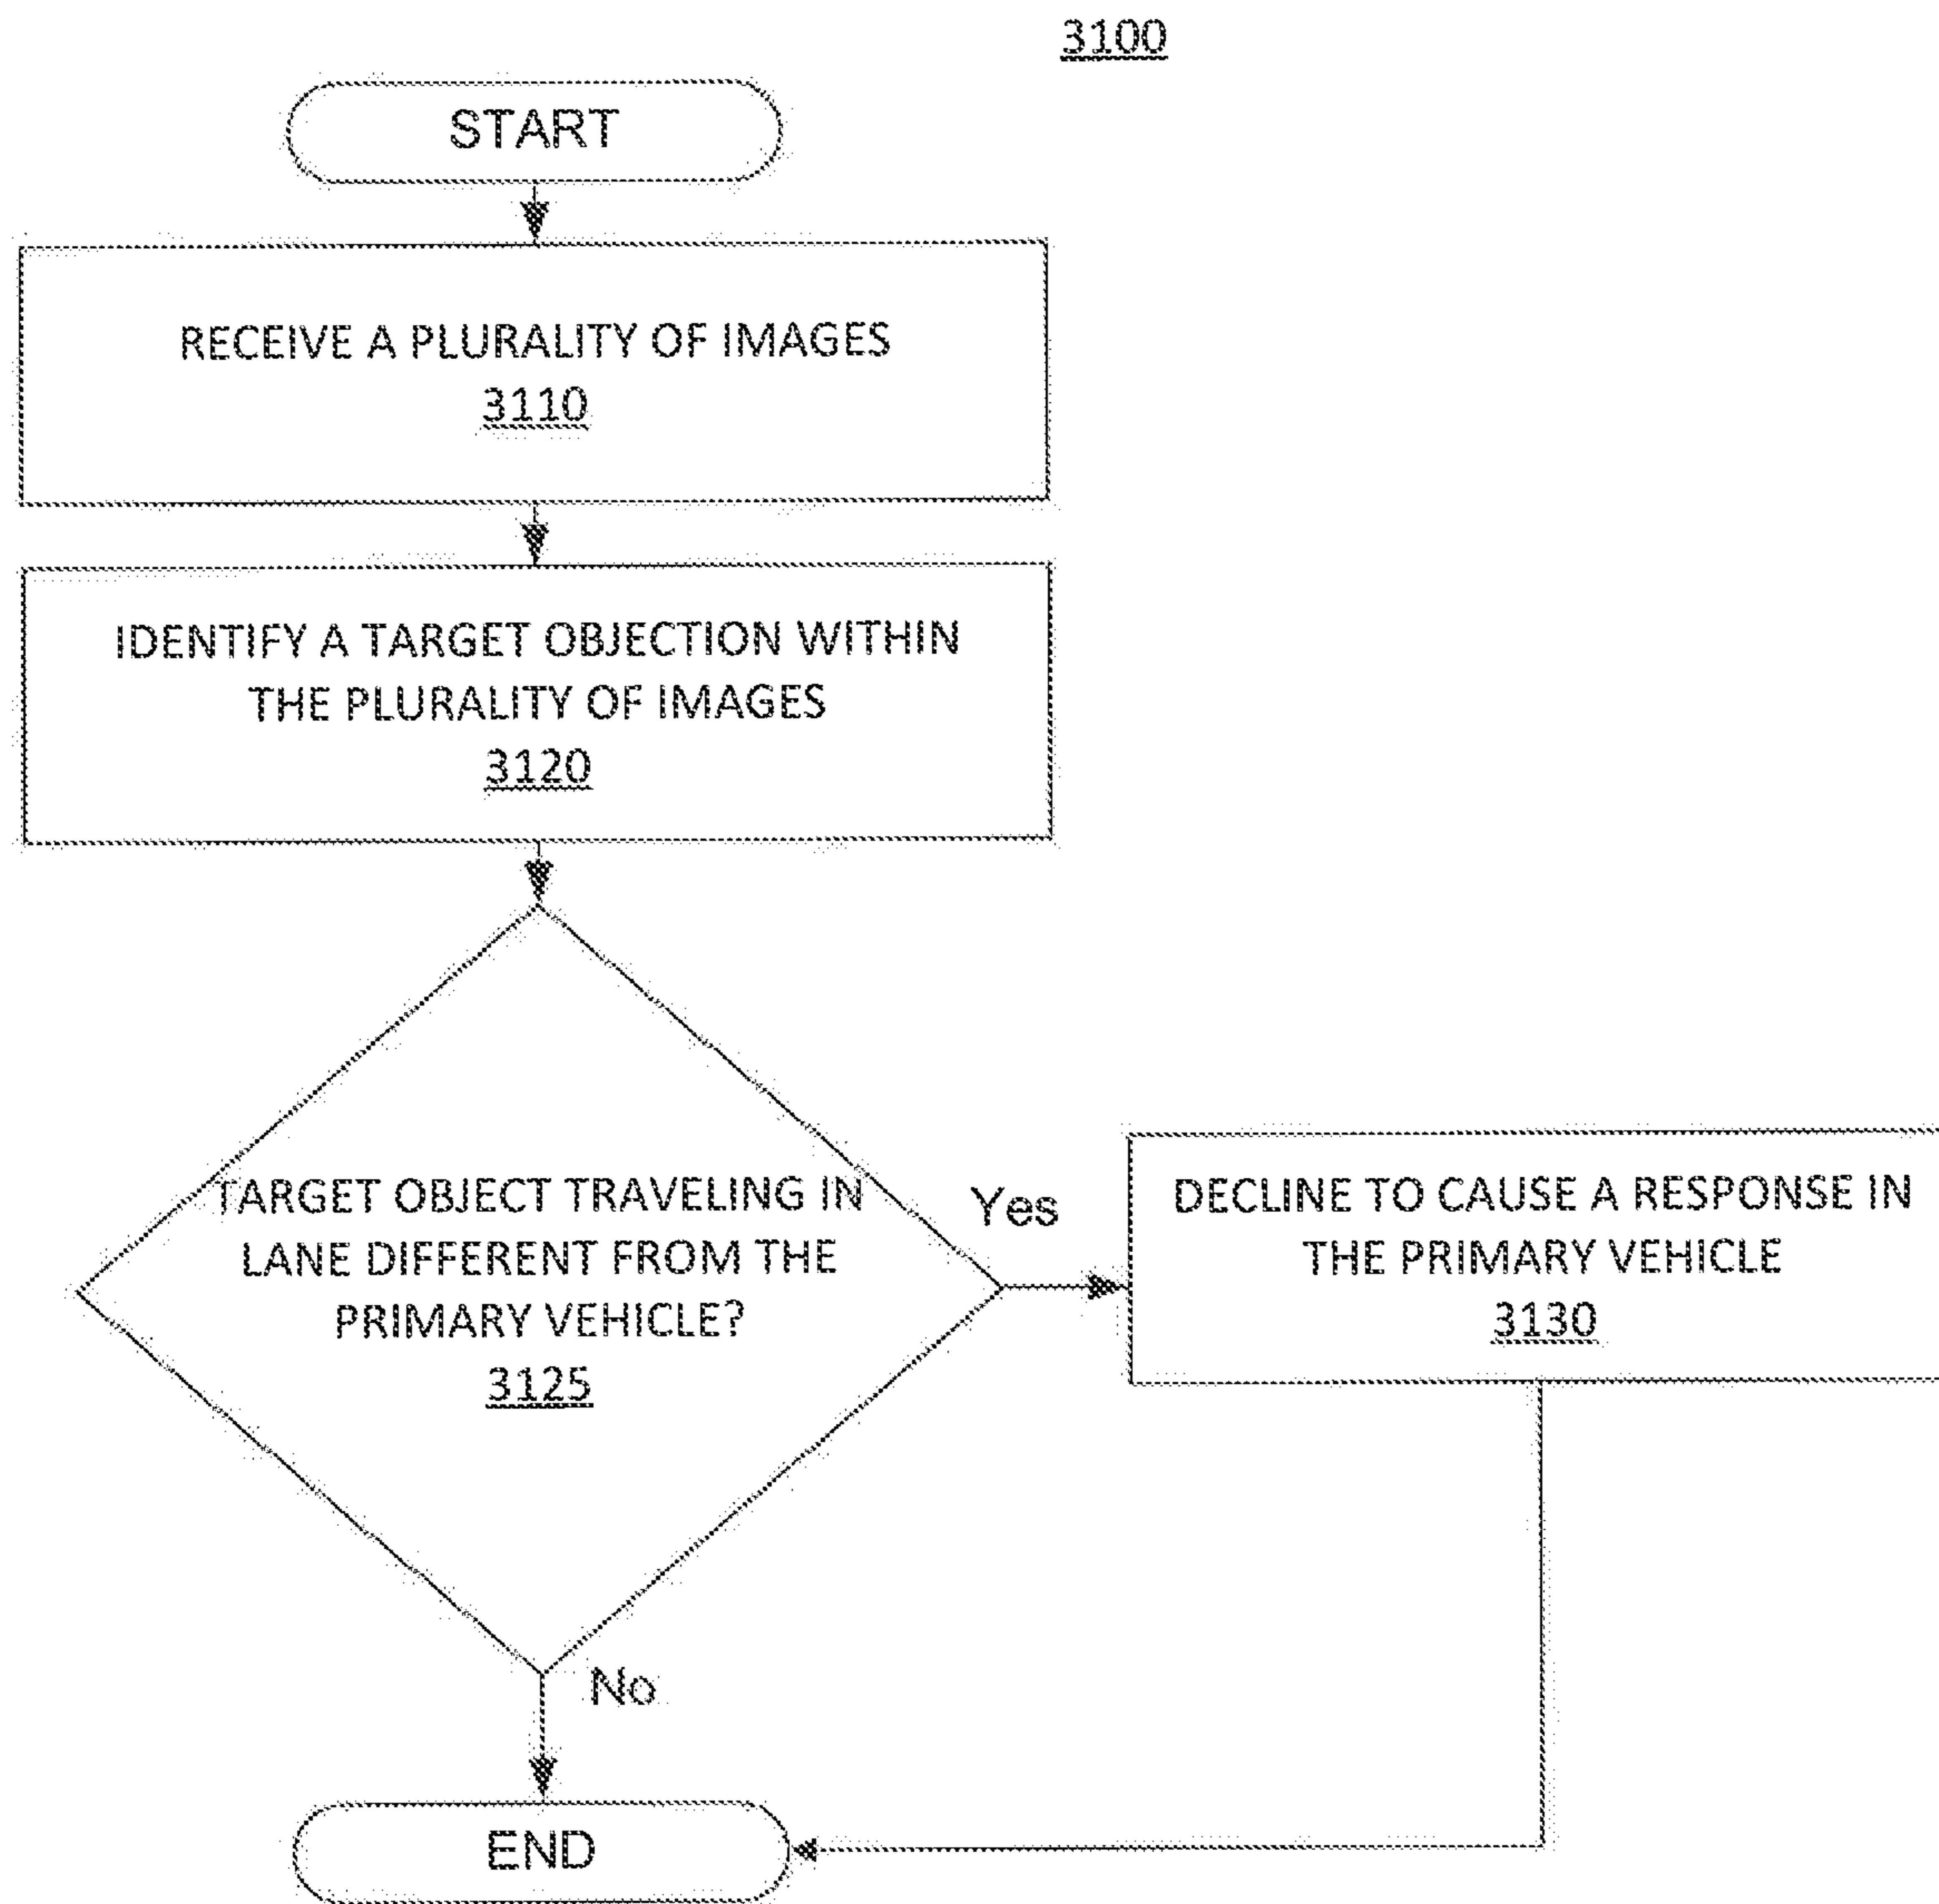 3100
START
RECEIVE A PLURALITY OF IMAGES
3110
IDENTIFY A TARGET OBJECTION WITHIN
THE PLURALITY OF IMAGES
3120
TARGET OBJECT TRAVELING IN
LANE DIFFERENT FROM THE
PRIMARY VEHICLE?
3125
Yes
DECLINE TO CAUSE A RESPONSE IN
THE PRIMARY VEHICLE
3130
No
END